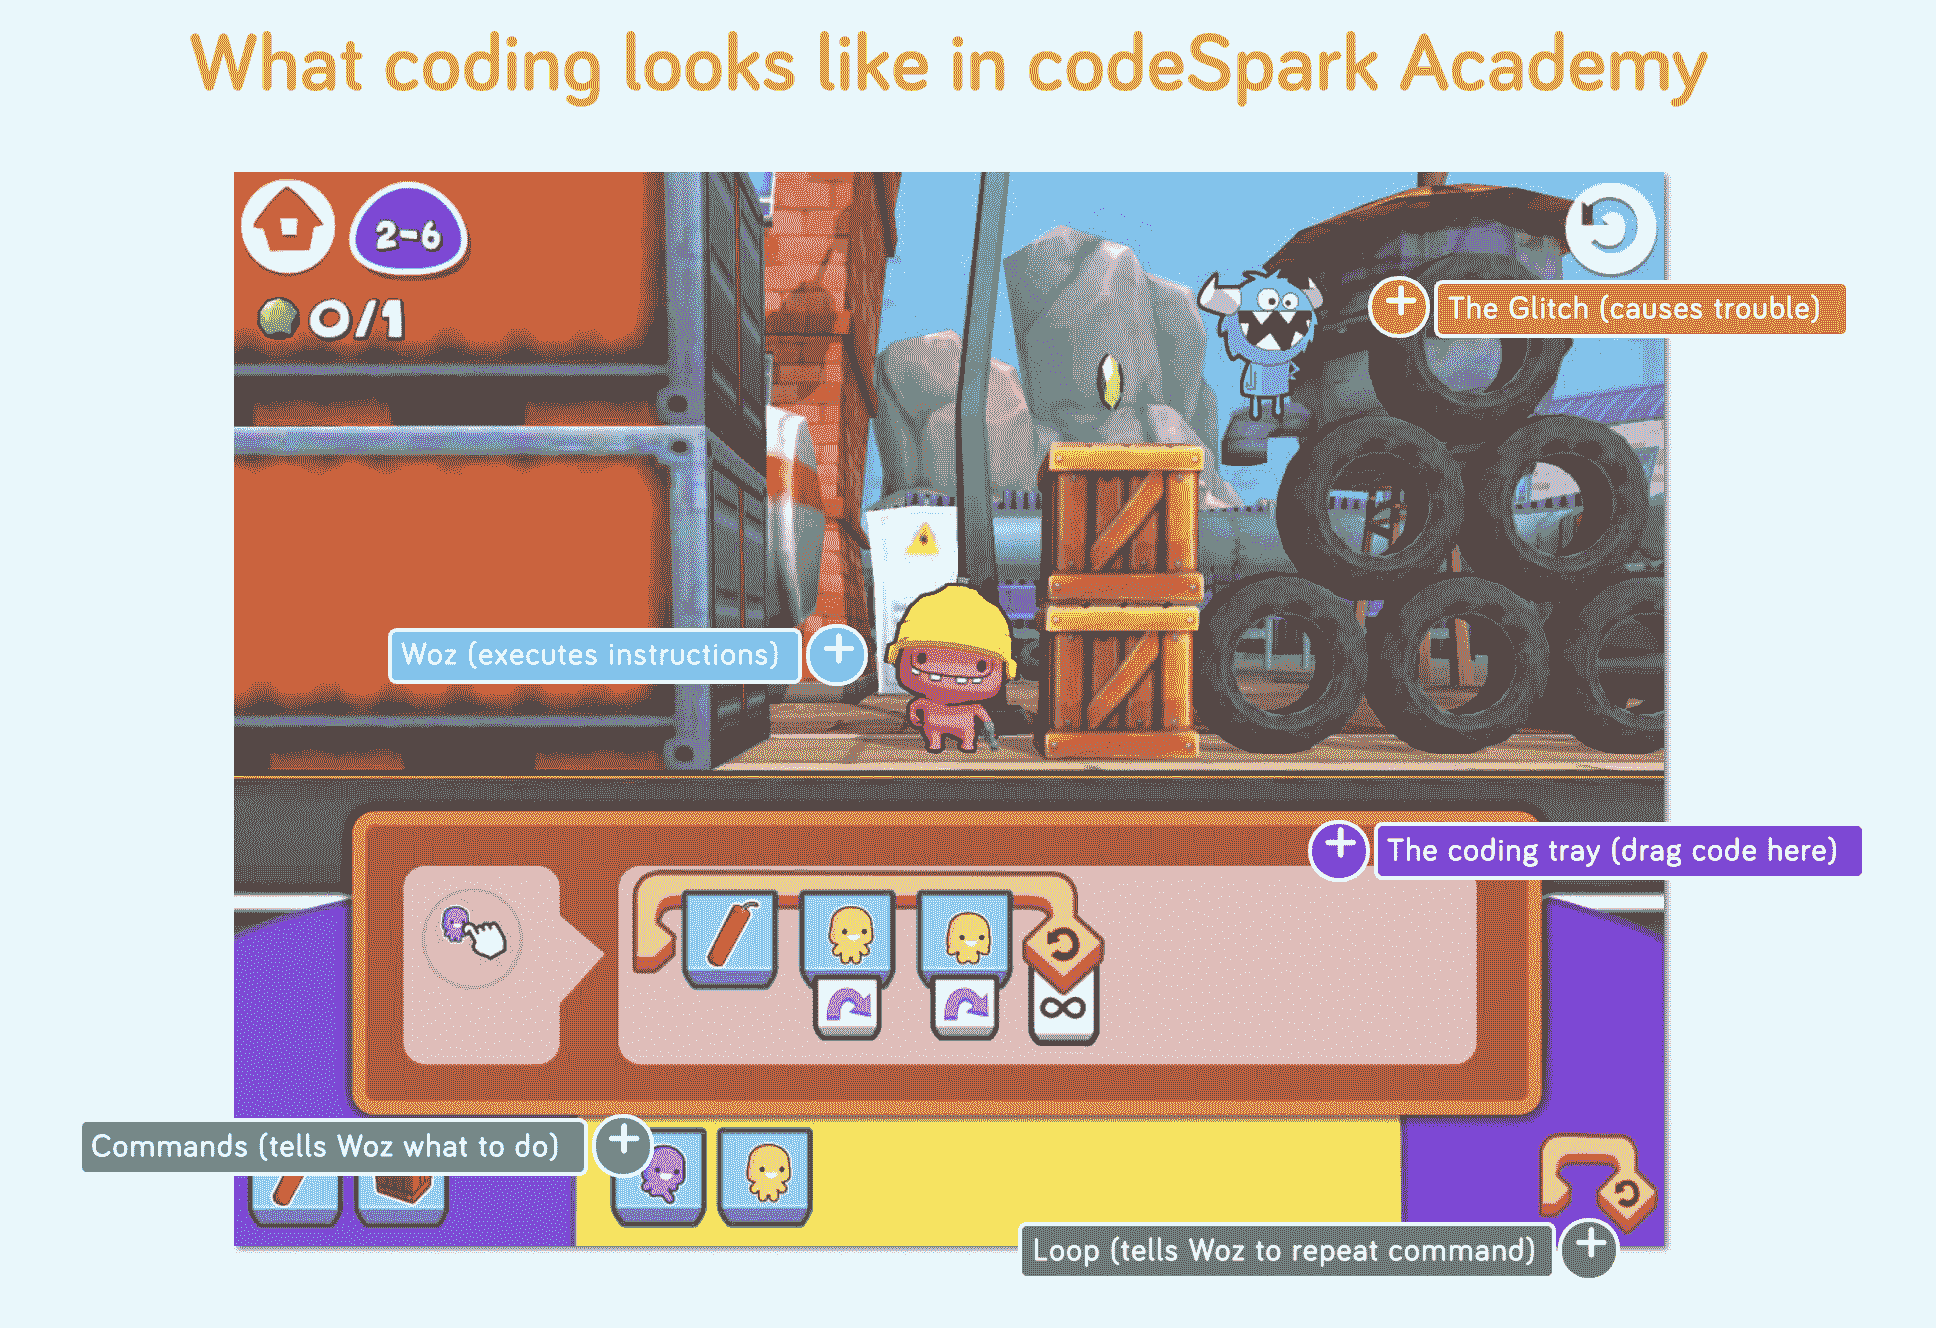 What coding looks like in codeSpark Academy
2-6
0/1
The Glitch (causes trouble)
Woz (executes instructions)
The coding tray (drag code here)
∞
Commands (tells Woz what to do)
Loop (tells Woz to repeat command)